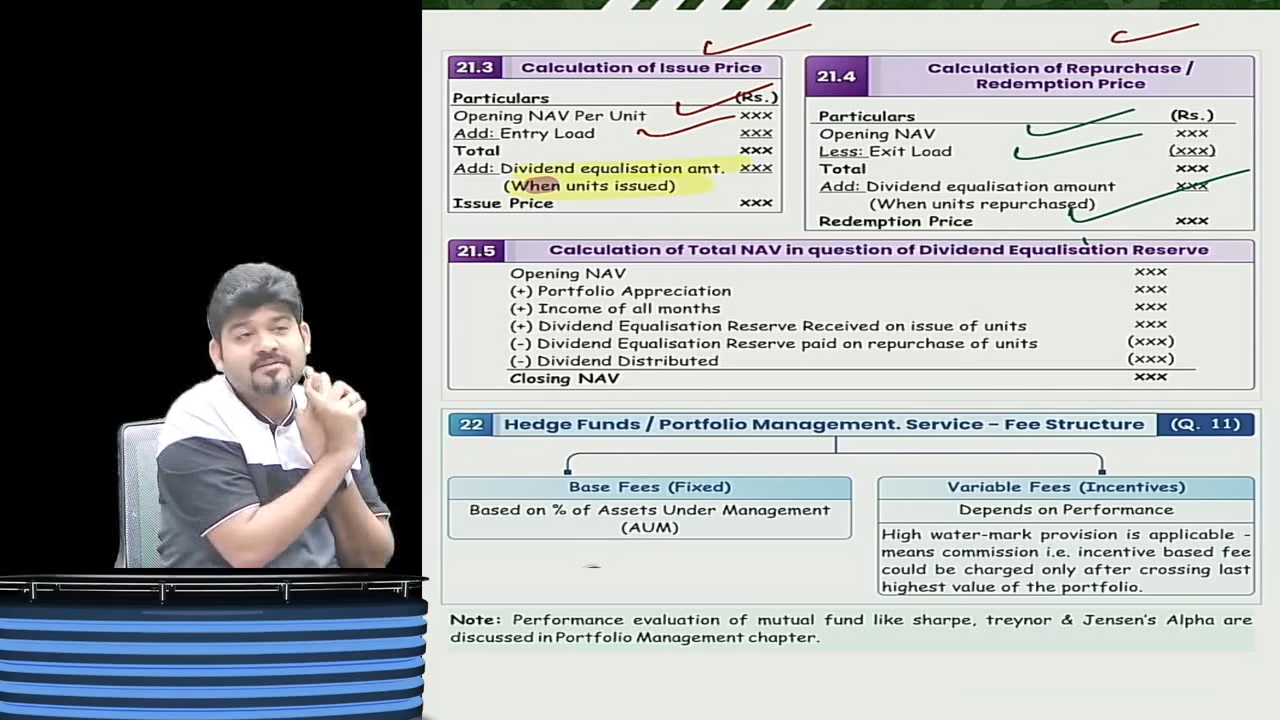 21.3 Calculation of Issue Price
Particulars (Rs.)
Opening NAV Per Unit xxx
Add: Entry Load xxx
Total xxx
Add: Dividend equalisation amt. xxx
(When units issued)
Issue Price xxx
21.4 Calculation of Repurchase /
Redemption Price
Particulars (Rs.)
Opening NAV xxx
Less: Exit Load (xxx)
Total xxx
Add: Dividend equalisation amount xxx
(When units repurchased)
Redemption Price xxx
21.5 Calculation of Total NAV in question of Dividend Equalisation Reserve
Opening NAV xxx
(+) Portfolio Appreciation xxx
(+) Income of all months xxx
(+) Dividend Equalisation Reserve Received on issue of units xxx
(-) Dividend Equalisation Reserve paid on repurchase of units (xxx)
(-) Dividend Distributed (xxx)
Closing NAV xxx
22 Hedge Funds / Portfolio Management. Service - Fee Structure (Q. 11)
Base Fees (Fixed)
Based on % of Assets Under Management
(AUM)
Variable Fees (Incentives)
Depends on Performance
High water-mark provision is applicable -
means commission i.e. incentive based fee
could be charged only after crossing last
highest value of the portfolio.
Note: Performance evaluation of mutual fund like sharpe, treynor & Jensen's Alpha are
discussed in Portfolio Management chapter.